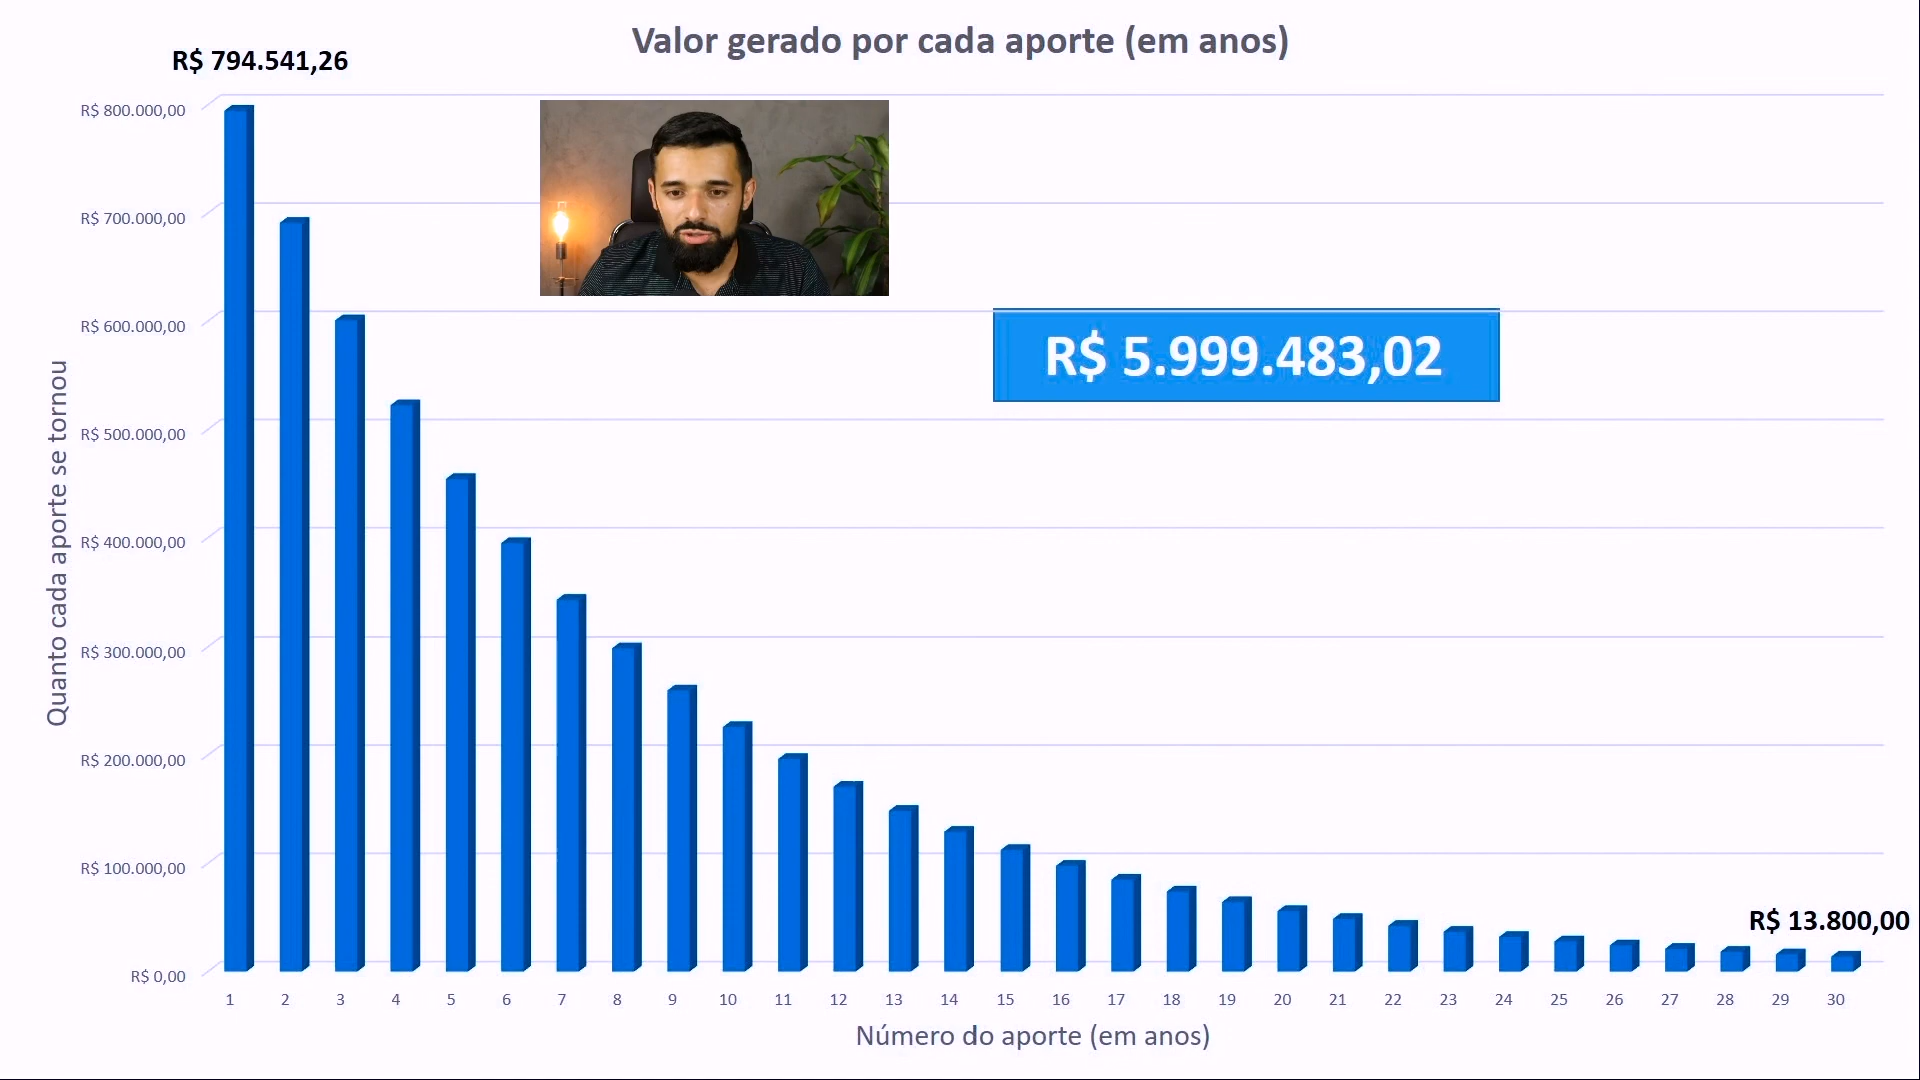 Valor gerado por cada aporte (em anos)
R$ 794.541,26
R$ 800.000,00
R$ 700.000,00
R$ 600.000,00
R$ 500.000,00
R$ 400.000,00
R$ 300.000,00
R$ 200.000,00
R$ 100.000,00
R$ 0,00
Quanto cada aporte se tornou
R$ 5.999.483,02
R$ 13.800,00
1 2 3 4 5 6 7 8 9 10 11 12 13 14 15 16 17 18 19 20 21 22 23 24 25 26 27 28 29 30
Número do aporte (em anos)